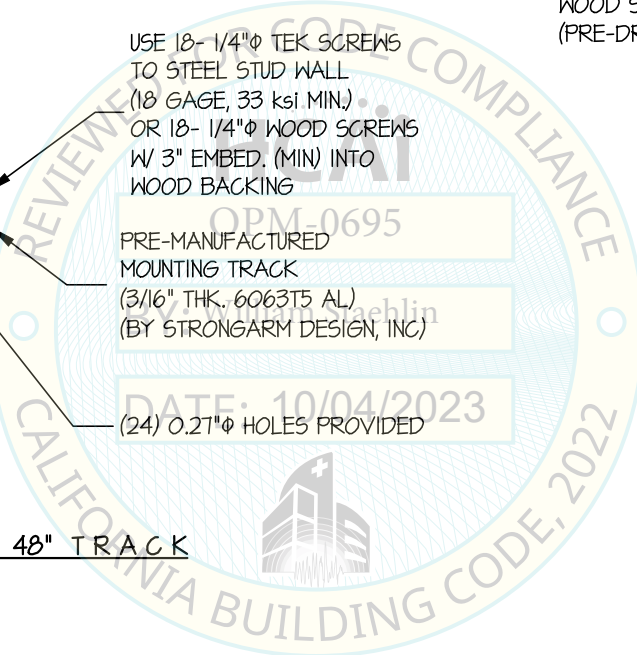 WOOD S
(PRE-DR
USE 18- 1/4"Φ TEK SCREWS
TO STEEL STUD WALL
(18 GAGE, 33 ksi MIN.)
OR 18- 1/4"Φ WOOD SCREWS
W/ 3" EMBED. (MIN) INTO
WOOD BACKING
PRE-MANUFACTURED
MOUNTING TRACK
(3/16" THK. 6063T5 AL)
(BY STRONGARM DESIGN, INC)
(24) 0.27"Φ HOLES PROVIDED
48" TRACK
REVIEWED FOR CODE COMPLIANCE
HCAi
OPM-0695
BY: William Staehlin
DATE: 10/04/2023
CALIFORNIA BUILDING CODE, 2022